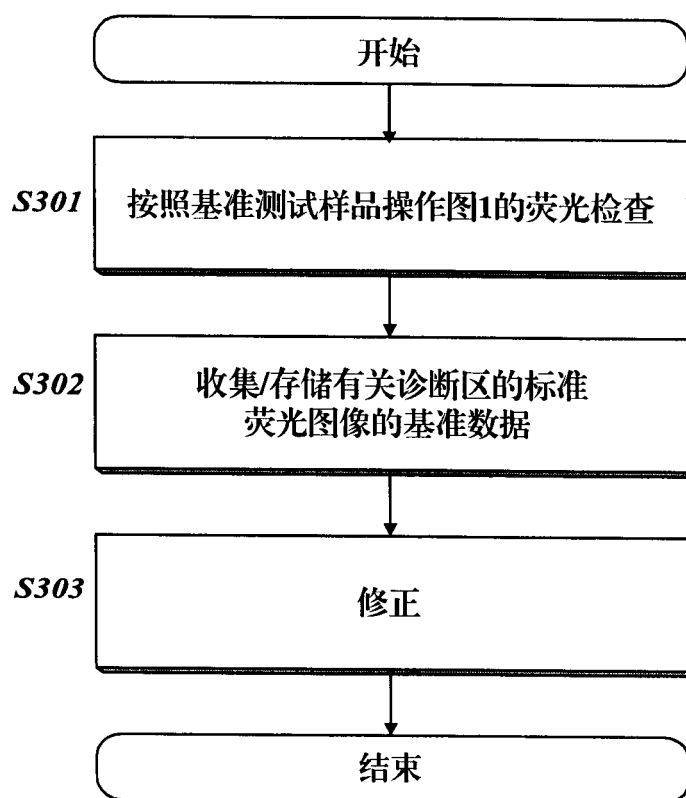 开始
S301
按照基准测试样品操作图1的荧光检查
S302
收集/存储有关诊断区的标准
荧光图像的基准数据
S303
修正
结束